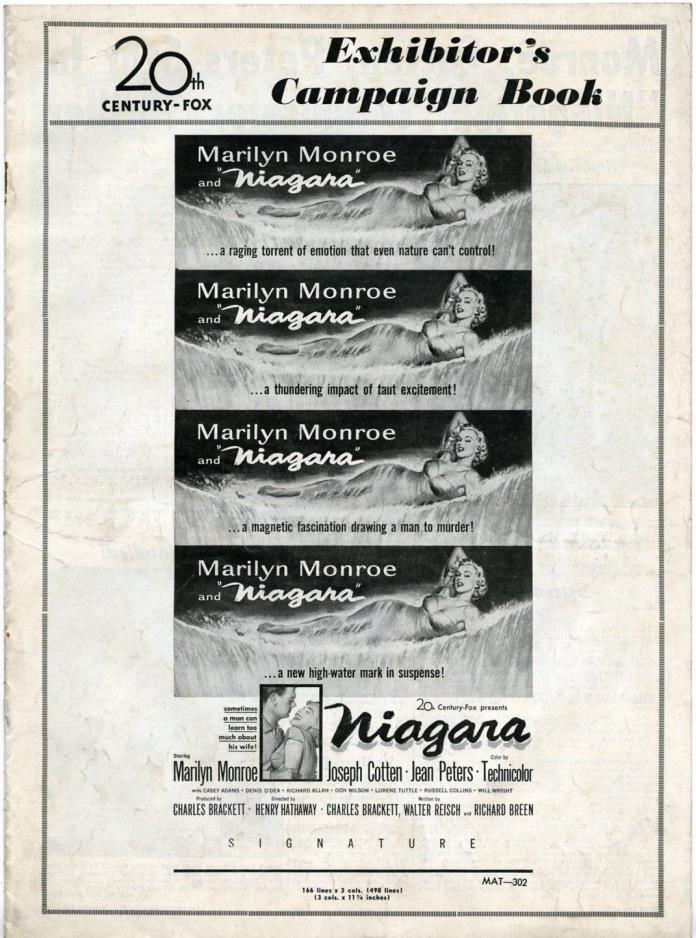 20th
CENTURY-FOX
Exhibitor's
Campaign Book
Marilyn Monroe
and "Niagara"
...a raging torrent of emotion that even nature can't control!
Marilyn Monroe
and "Niagara"
...a thundering impact of taut excitement!
Marilyn Monroe
and "Niagara"
...a magnetic fascination drawing a man to murder!
Marilyn Monroe
and "Niagara"
...a new high-water mark in suspense!
sometimes
a man can
learn too
much about
his wife!
20th Century-Fox presents
Niagara
Starring
Marilyn Monroe
Joseph Cotten · Jean Peters ·
Color by
Technicolor
with CASEY ADAMS · DENIS O'DEA · RICHARD ALLAN · DON WILSON · LURENE TUTTLE · RUSSELL COLLINS · WILL WRIGHT
Produced by
CHARLES BRACKETT ·
Directed by
HENRY HATHAWAY ·
Written by
CHARLES BRACKETT, WALTER REISCH and RICHARD BREEN
SIGNATURE
MAT—302
166 lines x 3 cols. (498 lines)
(3 cols. x 11⅞ inches)